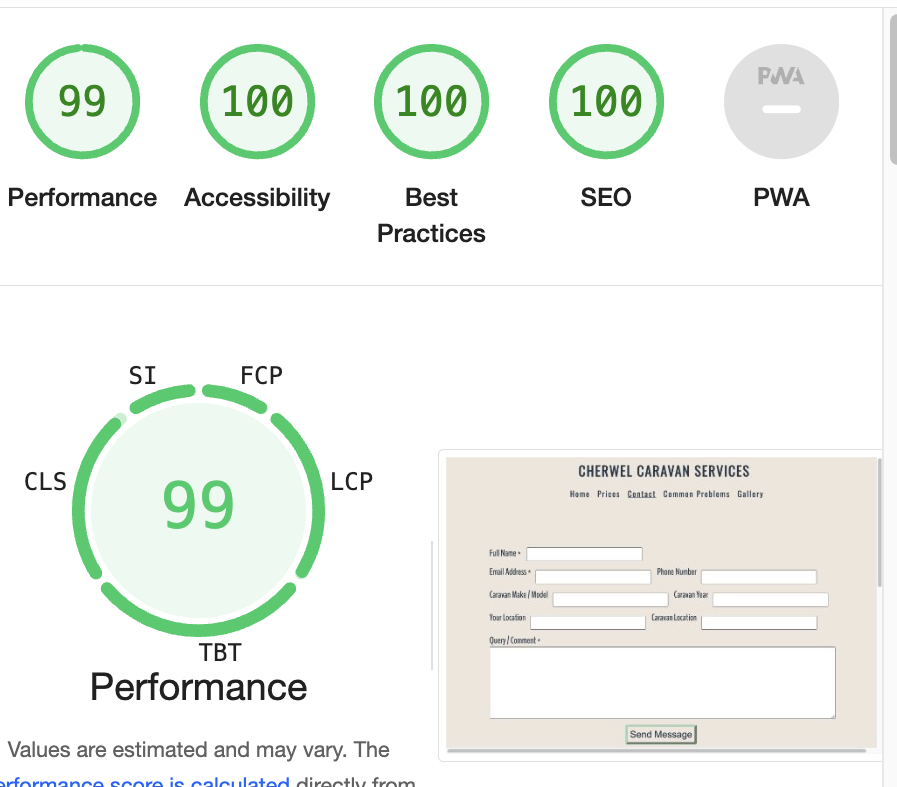 99
100
100
100
PWA
Performance
Accessibility
Best
Practices
SEO
PWA
SI
FCP
CLS
LCP
99
TBT
Performance
Values are estimated and may vary. The
erformance score is calculated directly from
CHERWEL CARAVAN SERVICES
Home Prices Contact Common Problems Gallery
Full Name *
Email Address * Phone Number
Caravan Make / Model Caravan Year
Your Location Caravan Location
Query / Comment *
Send Message